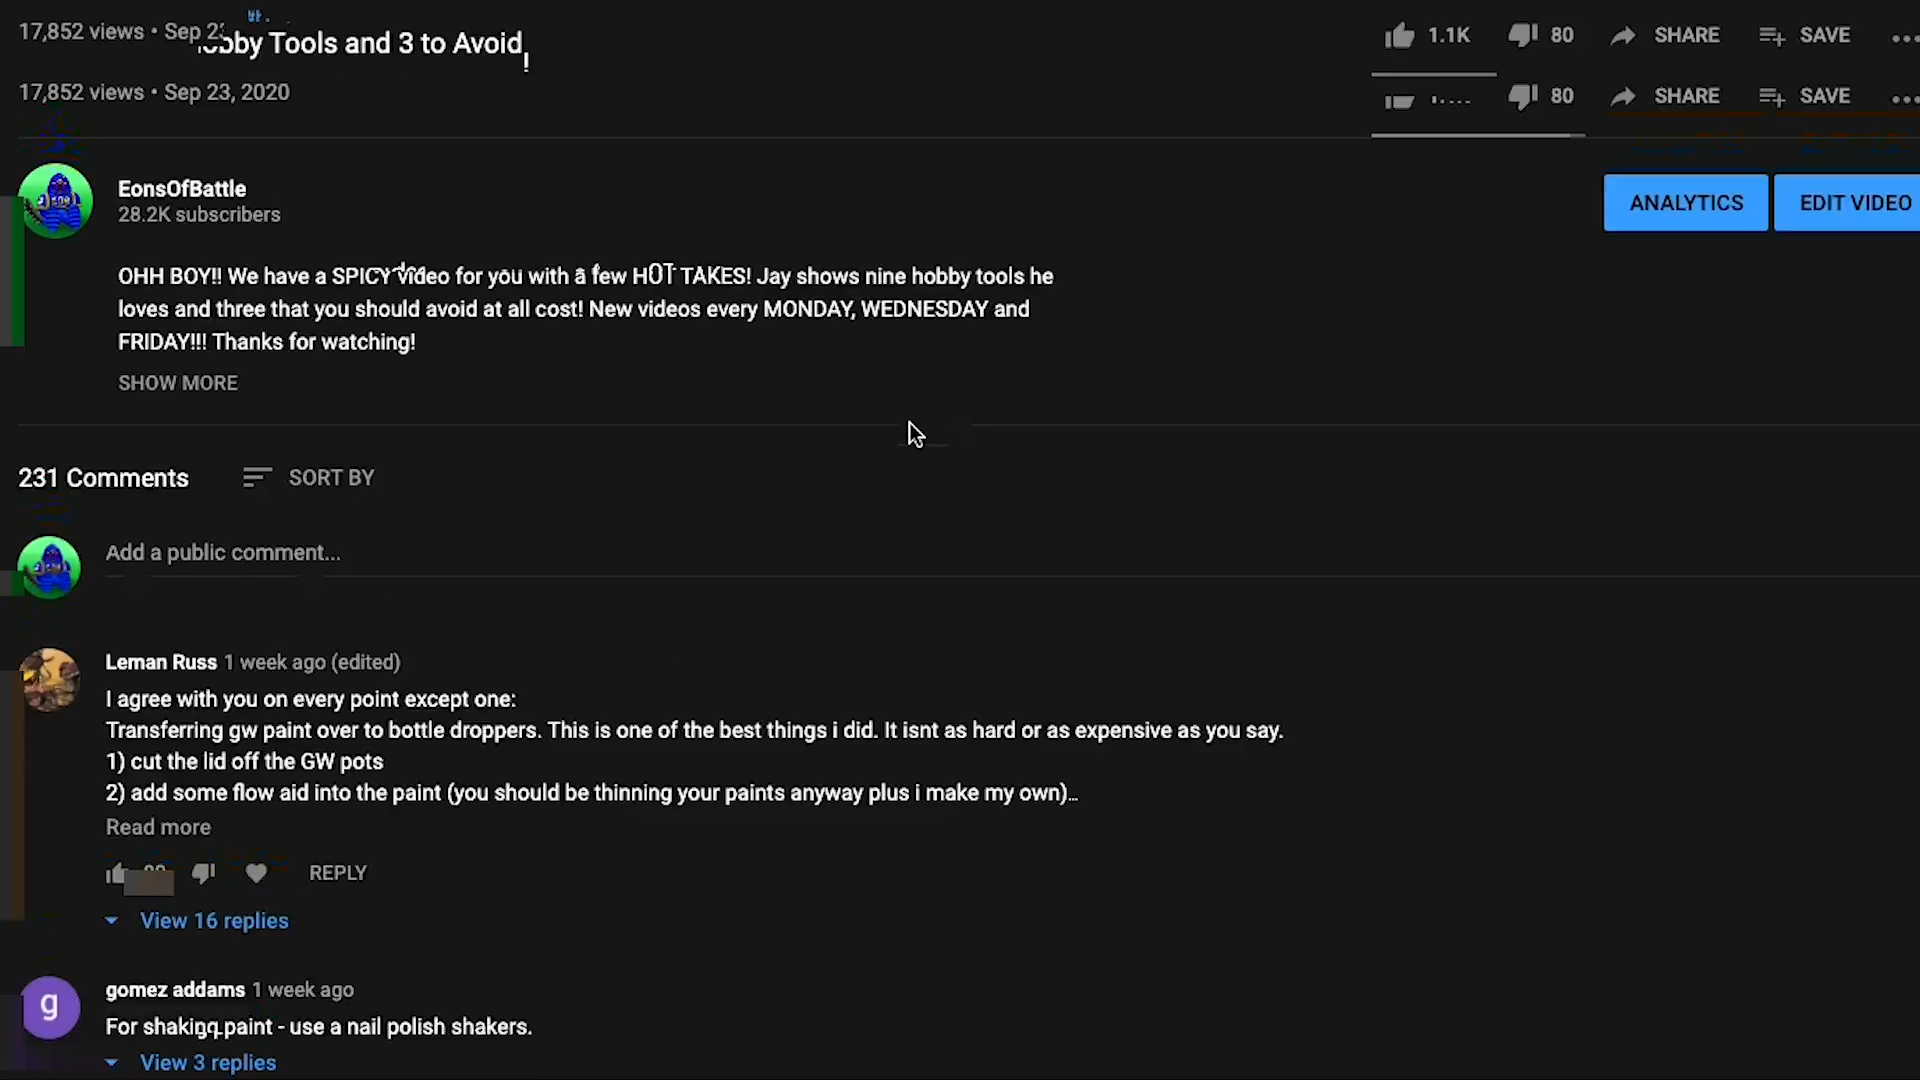 17,852 views • Sep 2
obby Tools and 3 to Avoid
!
1.1K
80
SHARE
SAVE
17,852 views • Sep 23, 2020
80
SHARE
SAVE
EonsOfBattle
28.2K subscribers
ANALYTICS
EDIT VIDEO
OHH BOY!! We have a SPICY video for you with a few HOT TAKES! Jay shows nine hobby tools he
loves and three that you should avoid at all cost! New videos every MONDAY, WEDNESDAY and
FRIDAY!!! Thanks for watching!
SHOW MORE
231 Comments
SORT BY
Add a public comment...
Leman Russ 1 week ago (edited)
I agree with you on every point except one:
Transferring gw paint over to bottle droppers. This is one of the best things i did. It isnt as hard or as expensive as you say.
1) cut the lid off the GW pots
2) add some flow aid into the paint (you should be thinning your paints anyway plus i make my own)…
Read more
REPLY
View 16 replies
g
gomez addams 1 week ago
For shaking paint - use a nail polish shakers.
View 3 replies